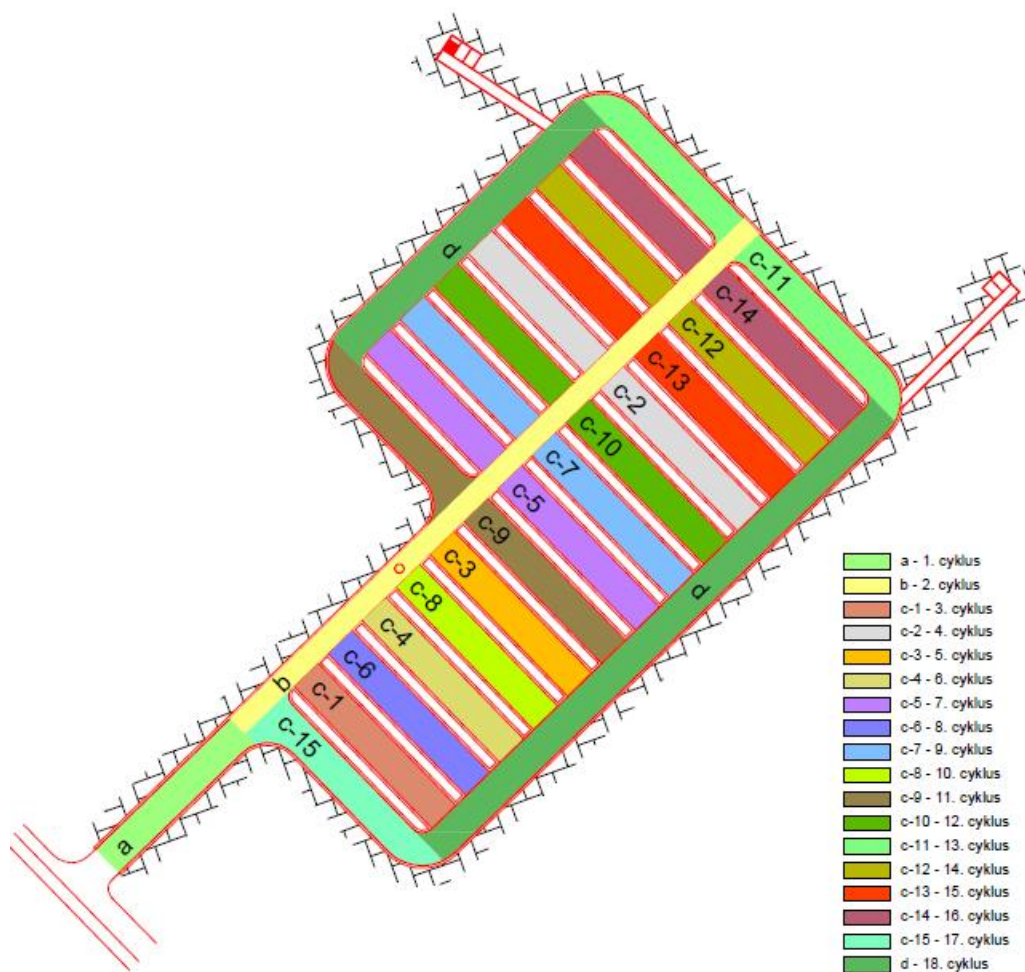 d
c-11
c-14
c-12
c-13
c-2
c-10
c-7
c-5
c-9
c-3
c-8
c-4
c-6
c-1
b
c-15
d
a
a - 1. cyklus
b - 2. cyklus
c-1 - 3. cyklus
c-2 - 4. cyklus
c-3 - 5. cyklus
c-4 - 6. cyklus
c-5 - 7. cyklus
c-6 - 8. cyklus
c-7 - 9. cyklus
c-8 - 10. cyklus
c-9 - 11. cyklus
c-10 - 12. cyklus
c-11 - 13. cyklus
c-12 - 14. cyklus
c-13 - 15. cyklus
c-14 - 16. cyklus
c-15 - 17. cyklus
d - 18. cyklus